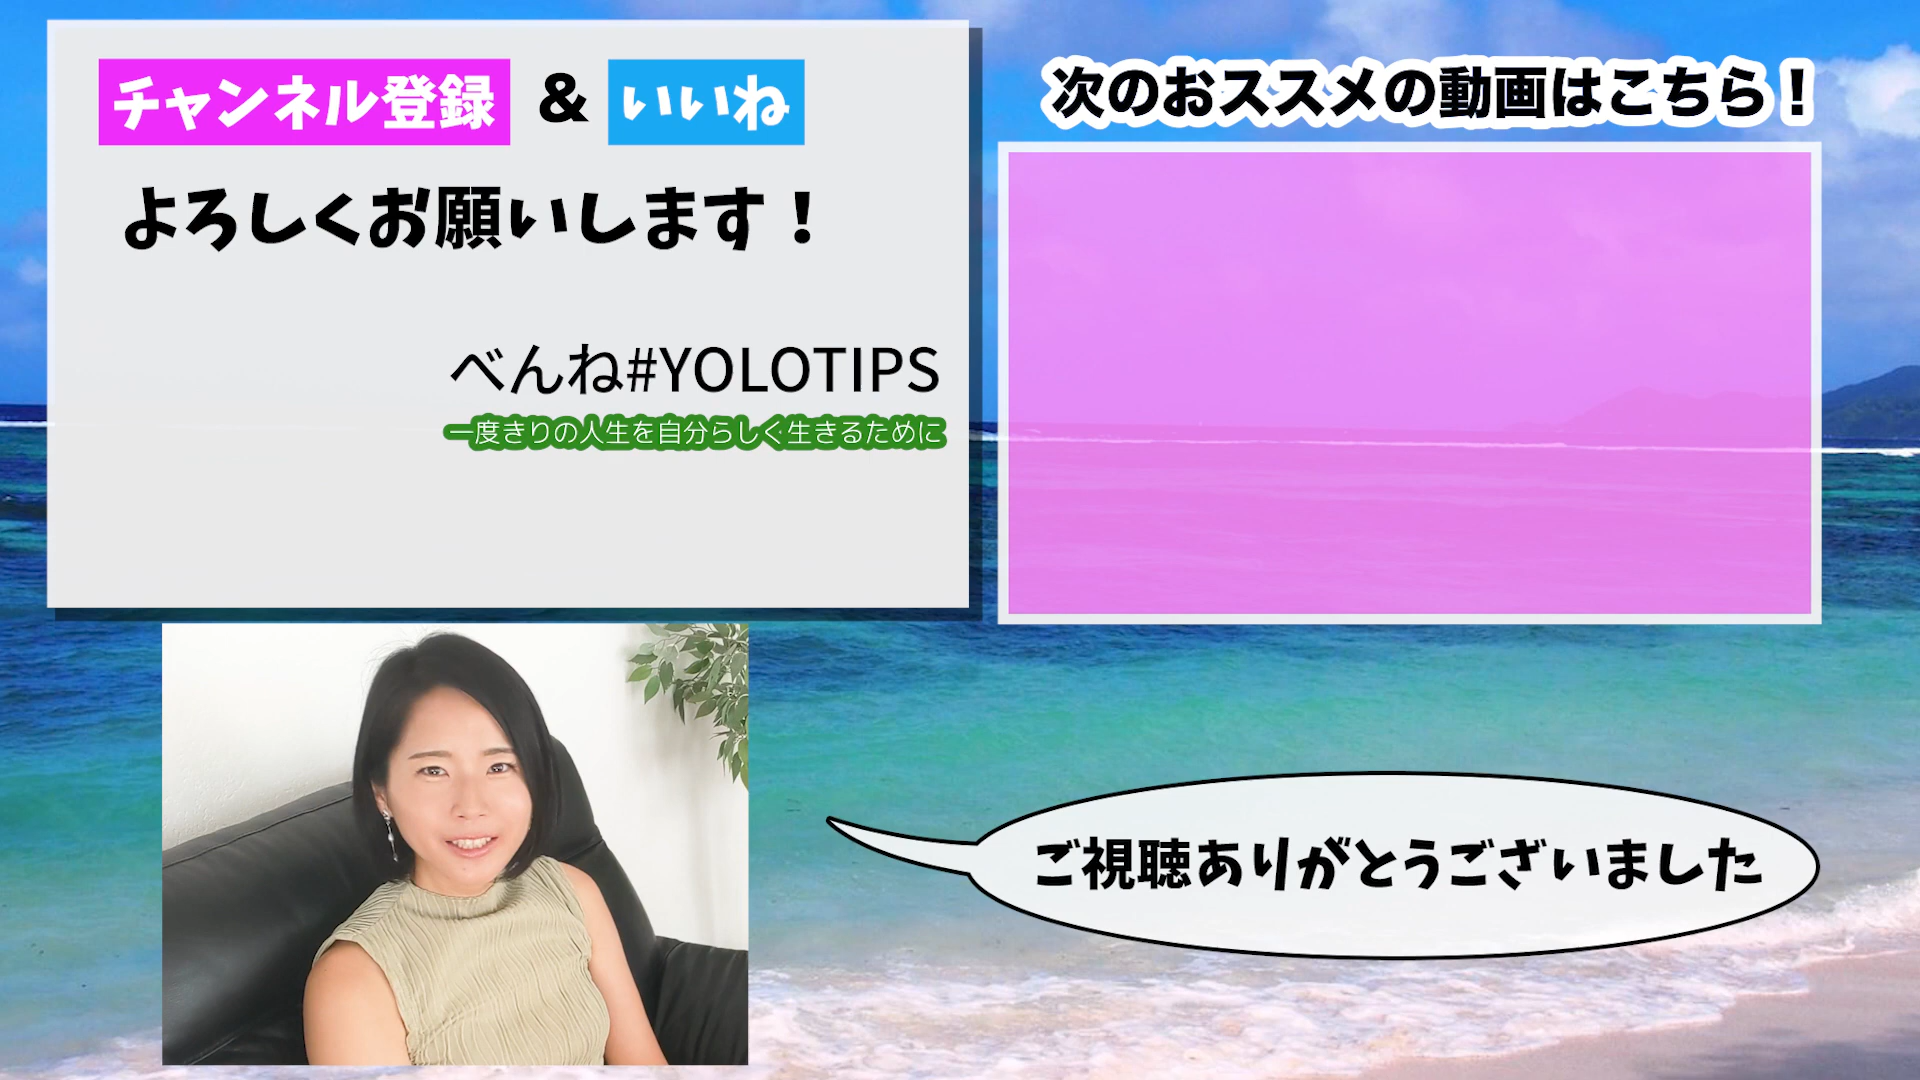 チャンネル登録 & いいね
よろしくお願いします！
べんね#YOLOTIPS
一度きりの人生を自分らしく生きるために
次のおススメの動画はこちら！
ご視聴ありがとうございました